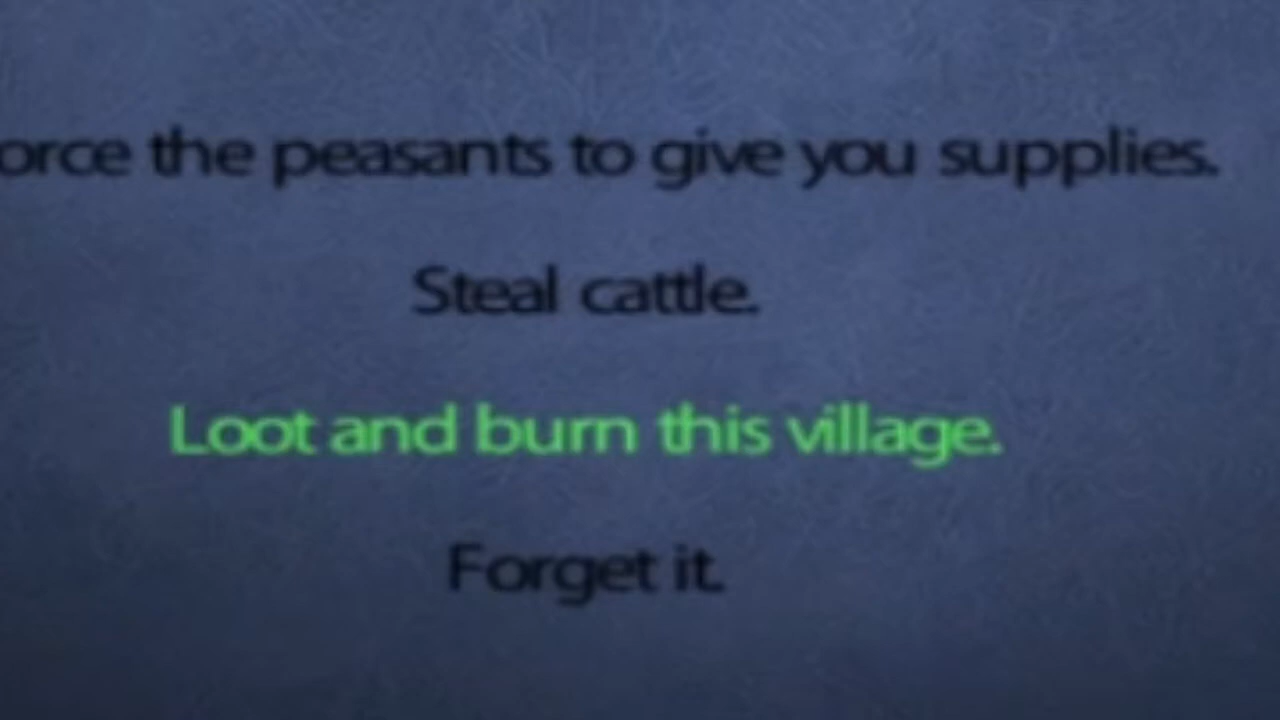 orce the peasants to give you supplies.
Steal cattle.
Loot and burn this village.
Forget it.